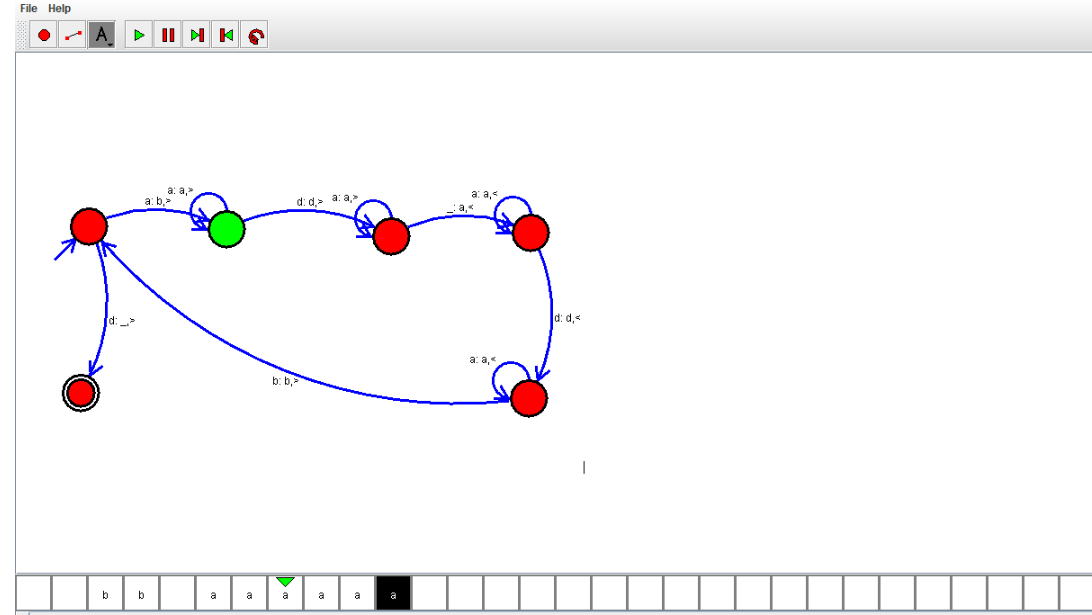 File Help
A
a: a,>
a: b,>
d: d,>
a: a,>
_: a,<
a: a,<
d: _,>
d: d,<
a: a,<
b: b,>
b b a a a a a a